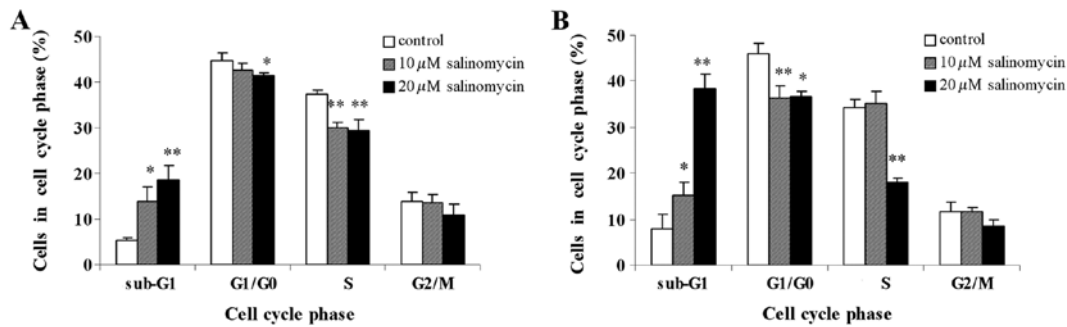 A
Cells in cell cycle phase (%)
50
40
30
20
10
0
control
10 µM salinomycin
20 µM salinomycin
* ** * ** **
sub-G1 G1/G0 S G2/M
Cell cycle phase
B
Cells in cell cycle phase (%)
50
40
30
20
10
0
control
10 µM salinomycin
20 µM salinomycin
* ** ** * **
sub-G1 G1/G0 S G2/M
Cell cycle phase